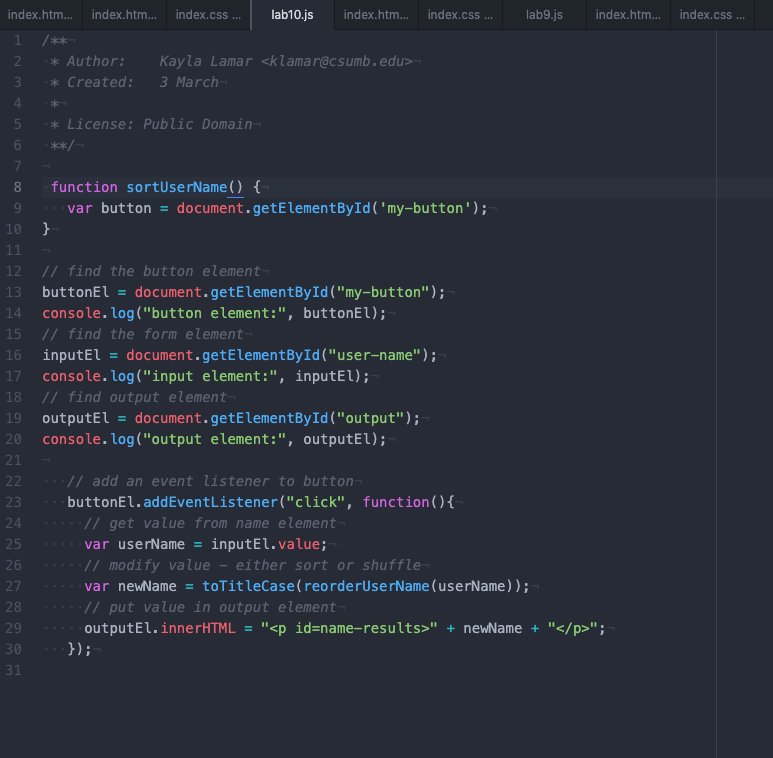 index.htm... index.htm... index.css ... lab10.js index.htm... index.css ... lab9.js index.htm... index.css ...
1 /**
2  * Author:    Kayla Lamar <klamar@csumb.edu>
3  * Created:   3 March
4  *
5  * License: Public Domain
6  **/
7
8  function sortUserName() {
9    var button = document.getElementById('my-button');
10 }
11
12 // find the button element
13 buttonEl = document.getElementById("my-button");
14 console.log("button element:", buttonEl);
15 // find the form element
16 inputEl = document.getElementById("user-name");
17 console.log("input element:", inputEl);
18 // find output element
19 outputEl = document.getElementById("output");
20 console.log("output element:", outputEl);
21
22    // add an event listener to button
23    buttonEl.addEventListener("click", function(){
24      // get value from name element
25      var userName = inputEl.value;
26      // modify value - either sort or shuffle
27      var newName = toTitleCase(reorderUserName(userName));
28      // put value in output element
29      outputEl.innerHTML = "<p id=name-results>" + newName + "</p>";
30    });
31